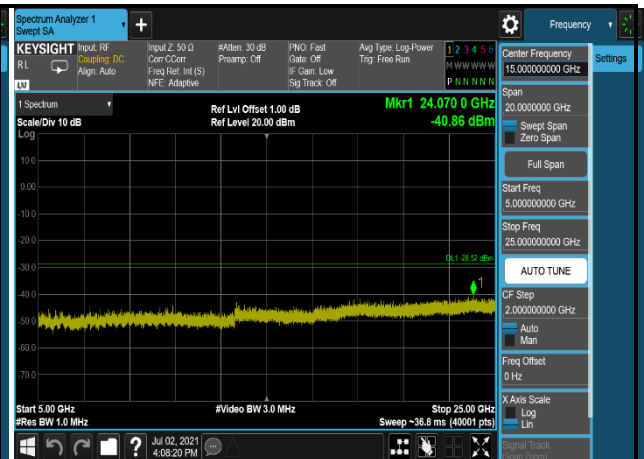 Spectrum Analyzer 1
Swept SA
Frequency
KEYSIGHT
RL
Input: RF
Coupling: DC
Align: Auto
Input Z: 50 Ω
Corr CCorr
Freq Ref: Int (S)
NFE: Adaptive
#Atten: 30 dB
Preamp: Off
PNO: Fast
Gate: Off
IF Gain: Low
Sig Track: Off
Avg Type: Log-Power
Trig: Free Run
1 2 3 4 5 6
M W W W W W
P N N N N N
LXI
1 Spectrum
Scale/Div 10 dB
Log
Ref Lvl Offset 1.00 dB
Ref Level 20.00 dBm
Mkr1 24.070 0 GHz
-40.86 dBm
10.0
0.00
-10.0
-20.0
-30.0
-40.0
-50.0
-60.0
-70.0
DL1 -28.52 dBm
1
Start 5.00 GHz
#Res BW 1.0 MHz
#Video BW 3.0 MHz
Stop 25.00 GHz
Sweep ~36.8 ms (40001 pts)
Jul 02, 2021
4:08:20 PM
Center Frequency
15.000000000 GHz
Settings
Span
20.0000000 GHz
Swept Span
Zero Span
Full Span
Start Freq
5.000000000 GHz
Stop Freq
25.000000000 GHz
AUTO TUNE
CF Step
2.000000000 GHz
Auto
Man
Freq Offset
0 Hz
X Axis Scale
Log
Lin
Signal Track
(Span Zoom)